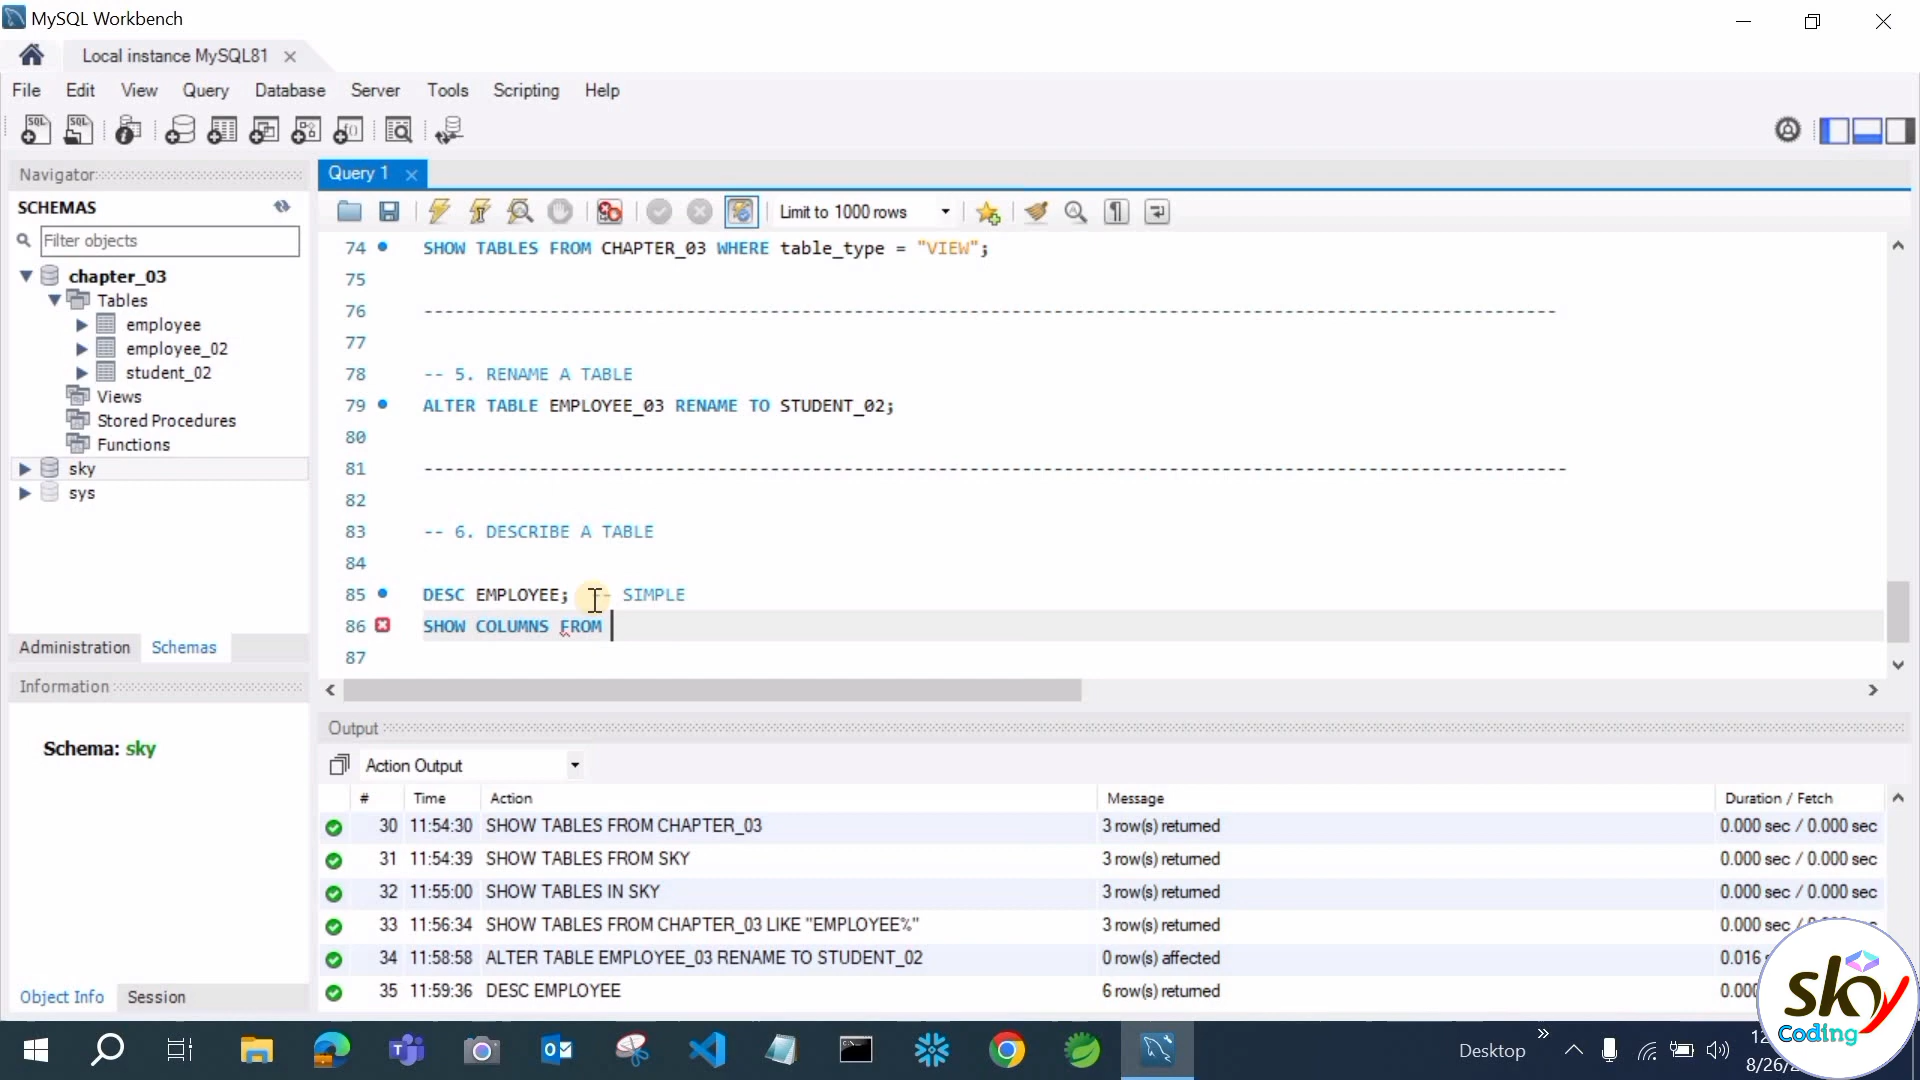 MySQL Workbench
Local instance MySQL81
File Edit View Query Database Server Tools Scripting Help
Navigator
SCHEMAS
Filter objects
chapter_03
Tables
employee
employee_02
student_02
Views
Stored Procedures
Functions
sky
sys
Administration Schemas
Information
Schema: sky
Object Info Session
Query 1
Limit to 1000 rows
74 SHOW TABLES FROM CHAPTER_03 WHERE table_type = "VIEW";
75
76 ------------------------------------------------------------------------------------------------------------
77
78 -- 5. RENAME A TABLE
79 ALTER TABLE EMPLOYEE_03 RENAME TO STUDENT_02;
80
81 -------------------------------------------------------------------------------------------------------------
82
83 -- 6. DESCRIBE A TABLE
84
85 DESC EMPLOYEE; -- SIMPLE
86 SHOW COLUMNS FROM
87
Output
Action Output
# Time Action Message Duration / Fetch
30 11:54:30 SHOW TABLES FROM CHAPTER_03 3 row(s) returned 0.000 sec / 0.000 sec
31 11:54:39 SHOW TABLES FROM SKY 3 row(s) returned 0.000 sec / 0.000 sec
32 11:55:00 SHOW TABLES IN SKY 3 row(s) returned 0.000 sec / 0.000 sec
33 11:56:34 SHOW TABLES FROM CHAPTER_03 LIKE "EMPLOYEE%" 3 row(s) returned 0.000 sec /
34 11:58:58 ALTER TABLE EMPLOYEE_03 RENAME TO STUDENT_02 0 row(s) affected 0.016
35 11:59:36 DESC EMPLOYEE 6 row(s) returned
sky
Coding
Desktop